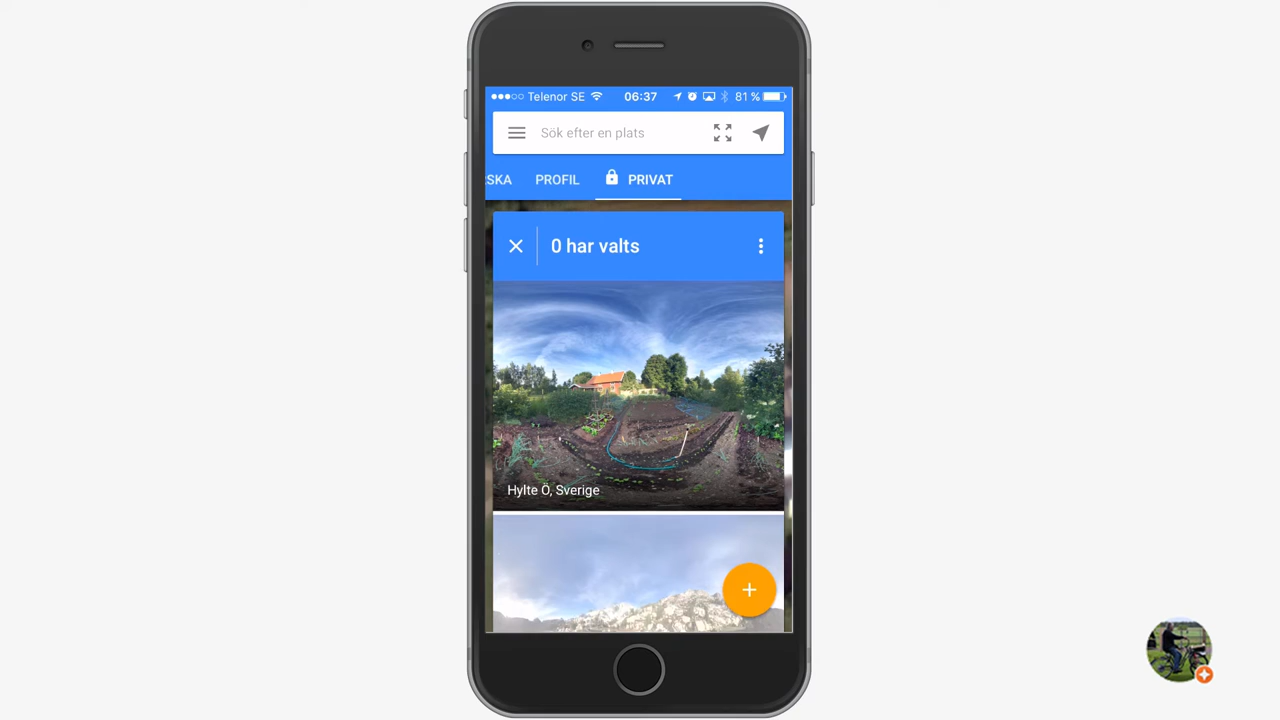 Telenor SE 06:37 81 %
Sök efter en plats
SKA PROFIL PRIVAT
0 har valts
Hylte Ö, Sverige